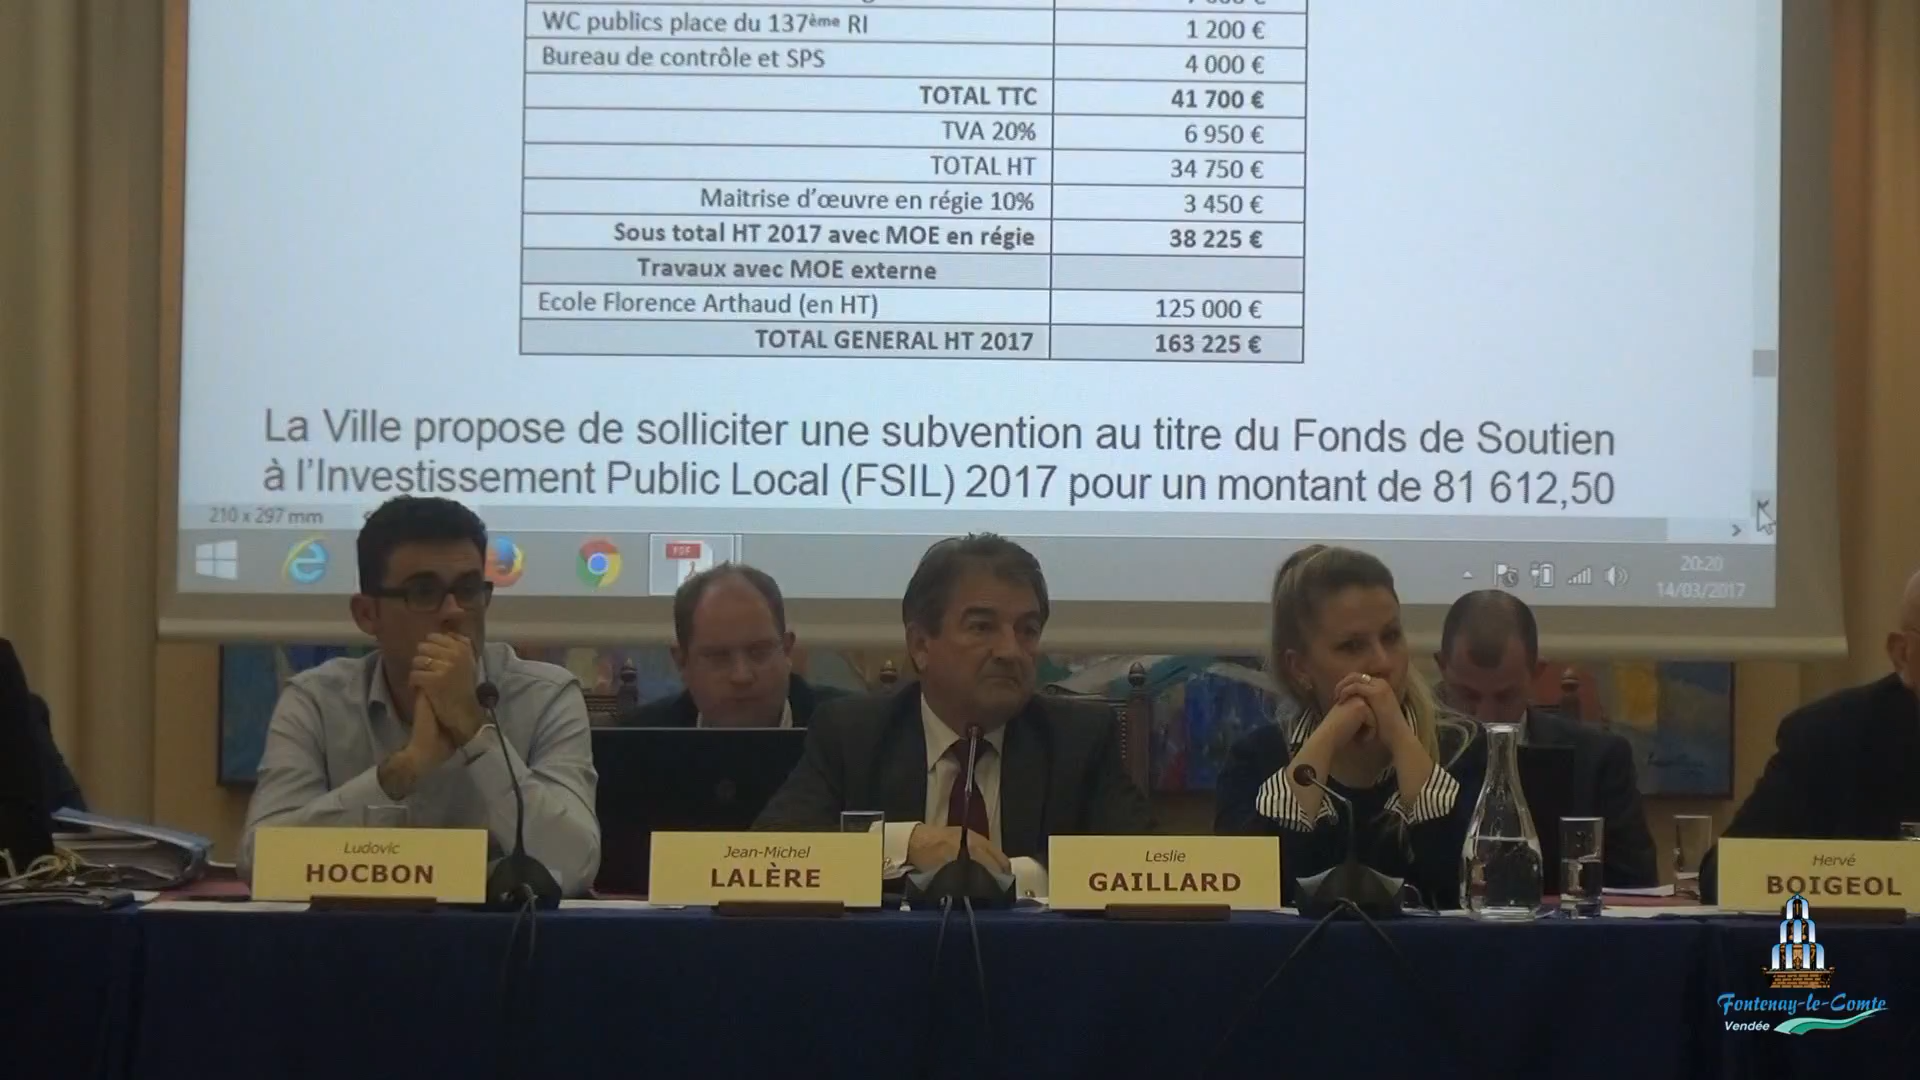 WC publics place du 137ème RI 1 200 €
Bureau de contrôle et SPS 4 000 €
TOTAL TTC 41 700 €
TVA 20% 6 950 €
TOTAL HT 34 750 €
Maitrise d'œuvre en régie 10% 3 450 €
Sous total HT 2017 avec MOE en régie 38 225 €
Travaux avec MOE externe
Ecole Florence Arthaud (en HT) 125 000 €
TOTAL GENERAL HT 2017 163 225 €
La Ville propose de solliciter une subvention au titre du Fonds de Soutien
à l'Investissement Public Local (FSIL) 2017 pour un montant de 81 612,50
210 x 297 mm
PDF
20:20
14/03/2017
Ludovic
HOCBON
Jean-Michel
LALÈRE
Leslie
GAILLARD
Hervé
BOIGEOL
Fontenay-le-Comte
Vendée